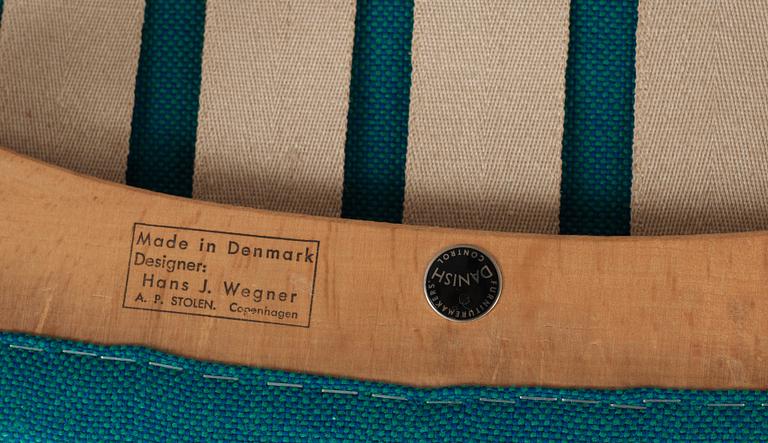 Made in Denmark
Designer:
Hans J. Wegner
A. P. STOLEN. Copenhagen
DANISH
FURNITUREMAKERS
CONTROL